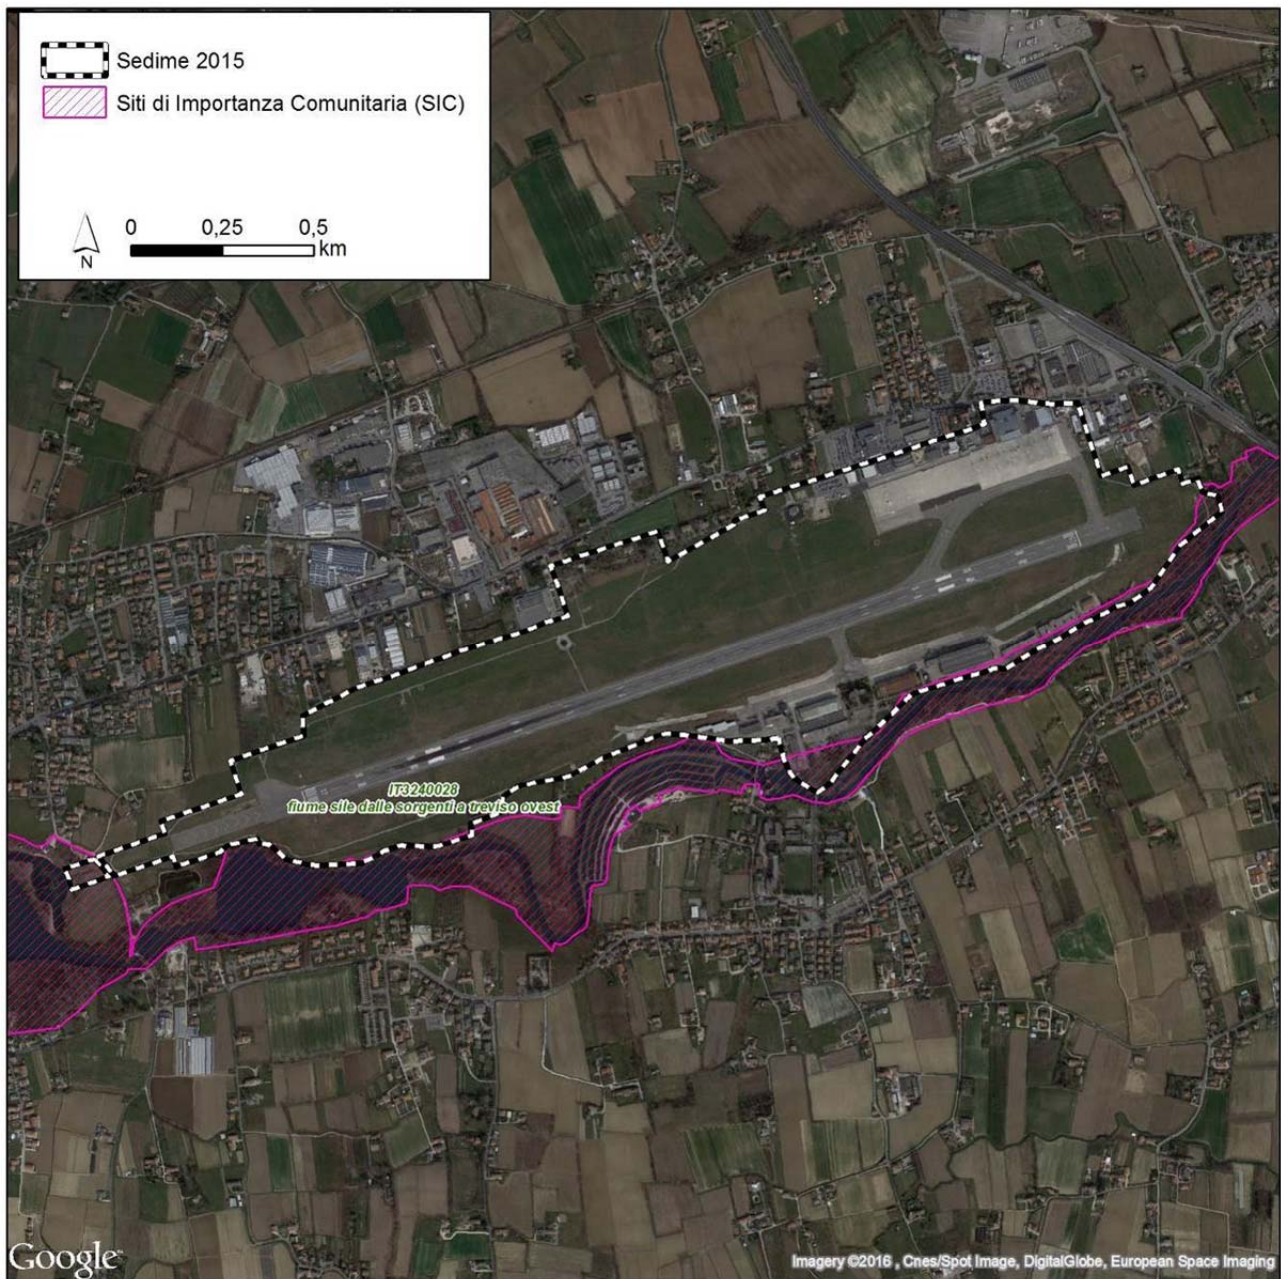 Sedime 2015
Siti di Importanza Comunitaria (SIC)
0 0,25 0,5
km
N
IT3240028
fiume sile dalle sorgenti a treviso ovest
Google
Imagery ©2016 , Cnes/Spot Image, DigitalGlobe, European Space Imaging